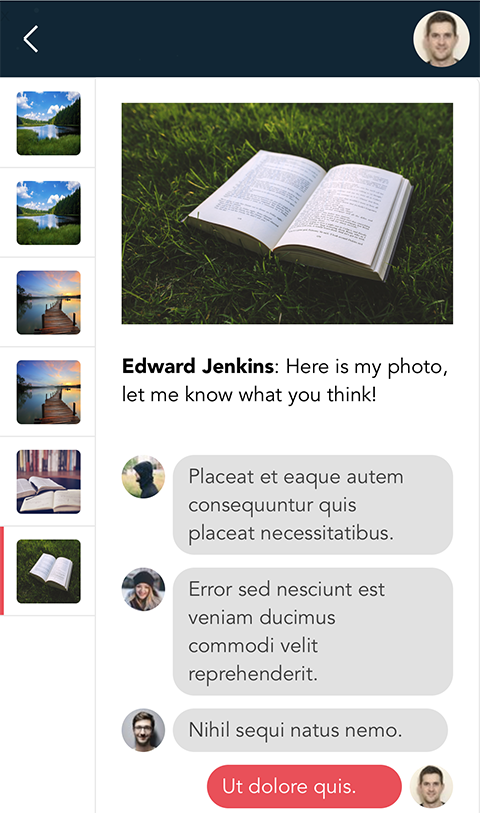 Edward Jenkins: Here is my photo,
let me know what you think!
Placeat et eaque autem
consequuntur quis
placeat necessitatibus.
Error sed nesciunt est
veniam ducimus
commodi velit
reprehenderit.
Nihil sequi natus nemo.
Ut dolore quis.